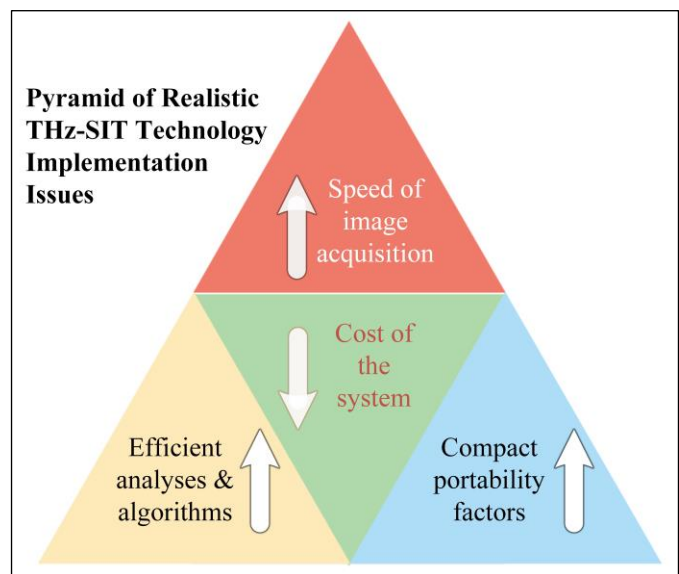 Pyramid of Realistic
THz-SIT Technology
Implementation
Issues
Speed of
image
acquisition
Cost of
the
system
Efficient
analyses &
algorithms
Compact
portability
factors